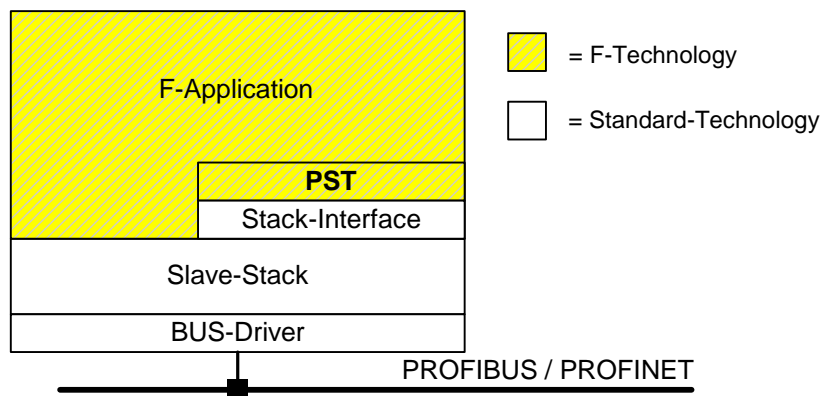 F-Application
= F-Technology
= Standard-Technology
PST
Stack-Interface
Slave-Stack
BUS-Driver
PROFIBUS / PROFINET